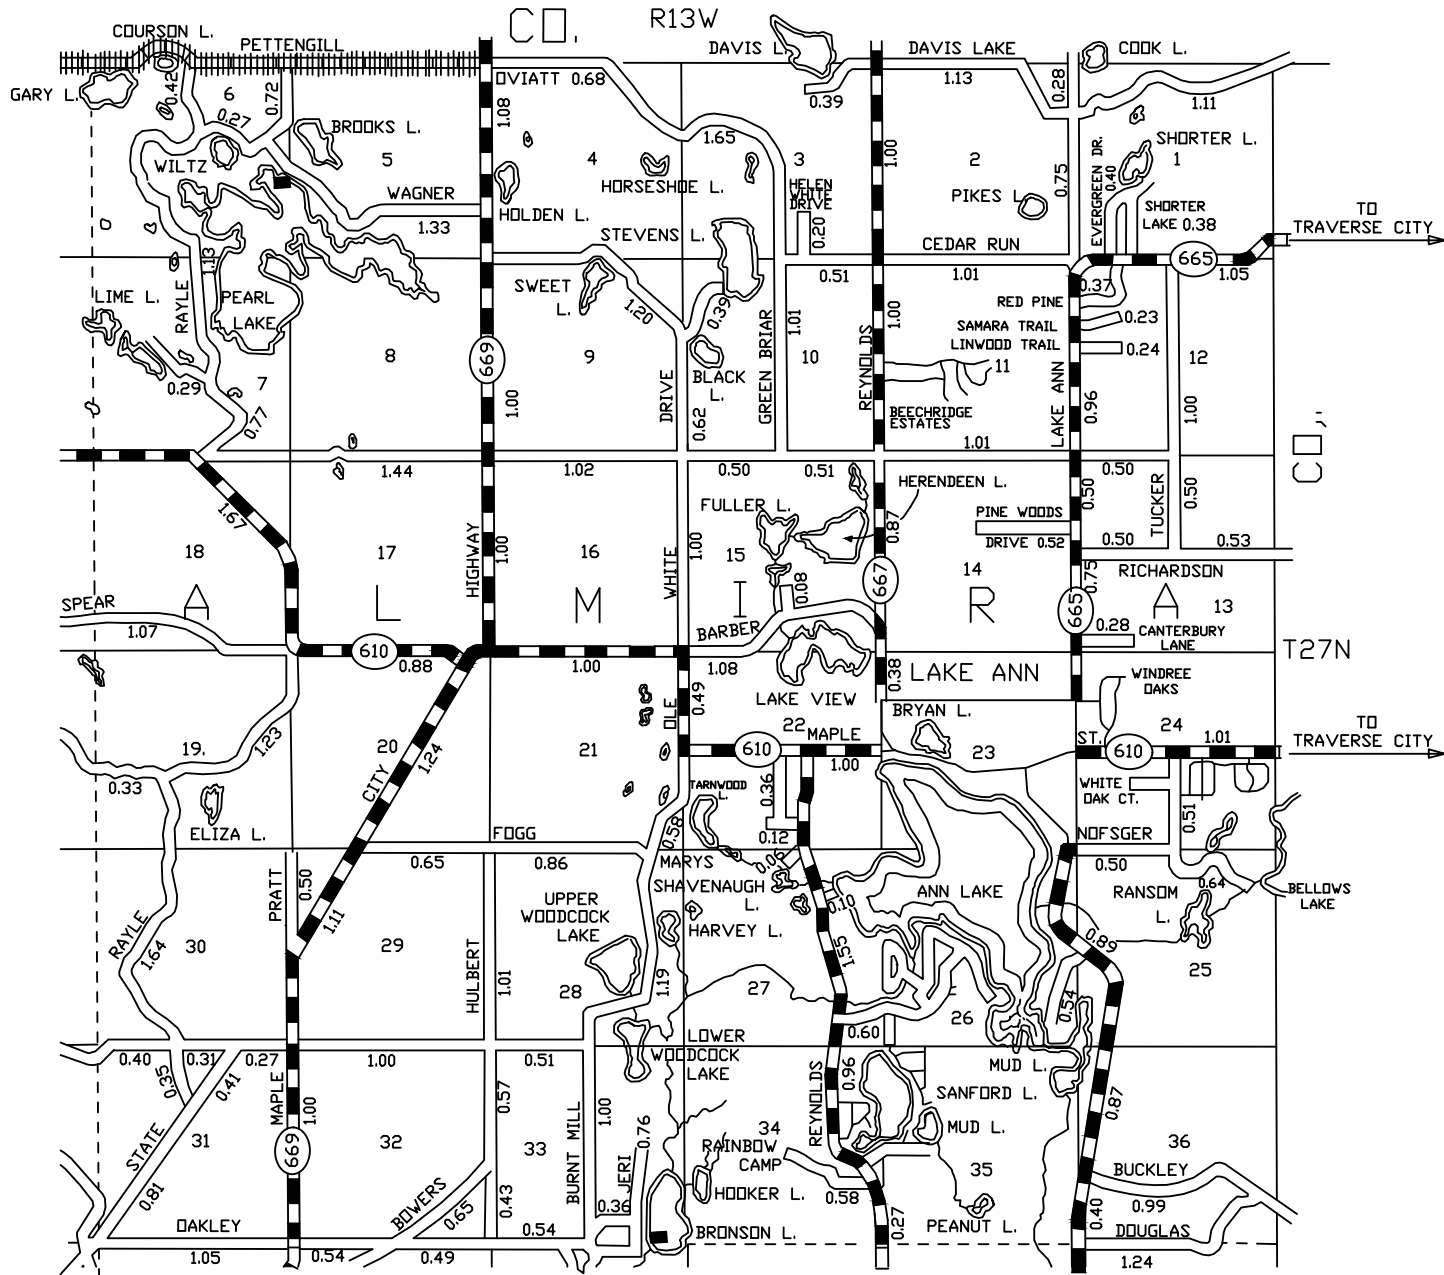 CO.
R13W
COURSON L.
PETTENGILL
DAVIS L.
DAVIS LAKE
COOK L.
GARY L.
0.42
6
0.72
OVIATT 0.68
1.13
0.28
1.11
0.39
0.27
1.08
BROOKS L.
5
4
1.65
3
1.00
2
EVERGREEN DR.
0.40
SHORTER L.
1
WILTZ
HORSESHOE L.
HELEN
WHITE
DRIVE
0.75
WAGNER
PIKES L.
1.33
HOLDEN L.
0.20
SHORTER
LAKE 0.38
TO
TRAVERSE CITY
STEVENS L.
CEDAR RUN
665
1.13
0.51
1.01
1.05
0.37
LIME L.
RAYLE
PEARL
LAKE
SWEET
L.
1.20
0.39
RED PINE
SAMARA TRAIL
0.23
LINWOOD TRAIL
0.24
GREEN BRIAR
1.01
REYNOLDS
1.00
8
669
9
BLACK
L.
10
11
12
7
0.29
0.77
1.00
DRIVE
0.62
BEECHRIDGE
ESTATES
LAKE ANN
0.96
1.00
1.44
1.02
0.50
0.51
1.01
0.50
CO.
1.67
HERENDEEN L.
FULLER L.
0.87
PINE WOODS
DRIVE 0.52
0.50
TUCKER
0.50
0.50
0.53
18
17
HIGHWAY
1.00
16
WHITE
1.00
15
14
667
0.75
RICHARDSON
SPEAR
A
L
M
I
R
A
0.08
665
13
1.07
BARBER
0.28
CANTERBURY
LANE
610
0.88
1.00
1.08
0.38
LAKE ANN
T27N
WINDREE
OAKS
LAKE VIEW
0.49
OLE
BRYAN L.
24
19.
1.23
20
1.24
CITY
21
22
MAPLE
23
ST.
1.01
TO
TRAVERSE CITY
610
610
1.00
0.33
TARNWOOD
L.
0.36
WHITE
OAK CT.
0.51
ELIZA L.
FOGG
0.58
0.12
NOFSGER
0.65
0.86
MARYS
0.06
0.50
PRATT
0.50
SHAVENAUGH
L.
0.10
ANN LAKE
RANSOM
L.
0.64
BELLOWS
LAKE
UPPER
WOODCOCK
LAKE
HARVEY L.
RAYLE
1.11
1.64
30
29
HULBERT
1.01
1.55
0.89
28
1.19
27
25
0.54
26
0.60
LOWER
WOODCOCK
LAKE
0.40
0.31
0.27
1.00
0.51
0.35
0.41
MUD L.
0.96
SANFORD L.
MAPLE
1.00
0.57
1.00
0.87
STATE
31
32
33
BURNT MILL
0.76
34
REYNOLDS
MUD L.
36
669
RAINBOW
CAMP
35
BUCKLEY
0.81
BOWERS
0.65
0.43
JERI
0.36
HOOKER L.
0.58
0.99
OAKLEY
0.54
BRONSON L.
0.27
PEANUT L.
0.40
DOUGLAS
1.05
0.54
0.49
1.24